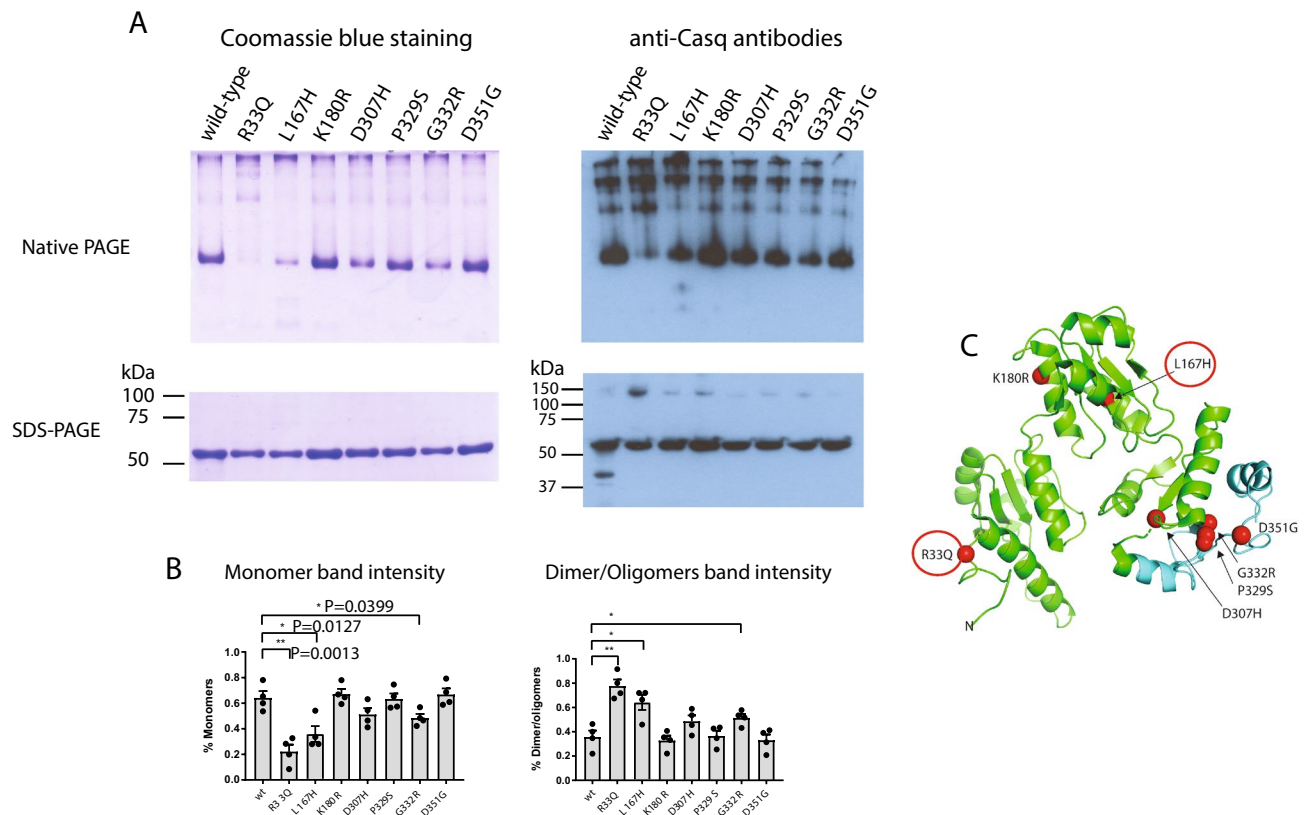 A
Coomassie blue staining
anti-Casq antibodies
wild-type R33Q L167H K180R D307H P329S G332R D351G
wild-type R33Q L167H K180R D307H P329S G332R D351G
Native PAGE
kDa
100
75
50
SDS-PAGE
kDa
150
100
75
50
37
C
K180R
L167H
R33Q
D351G
G332R
P329S
D307H
N
B
Monomer band intensity
* P=0.0399
* P=0.0127
** P=0.0013
% Monomers
1.0
0.8
0.6
0.4
0.2
0.0
wt R3 3Q L167H K180 R D307H P329S G332 R D351G
Dimer/Oligomers band intensity
*
*
**
% Dimer/oligomers
1.0
0.8
0.6
0.4
0.2
0.0
wt R33Q L167H K180 R D307 H P329 S G332 R D351G